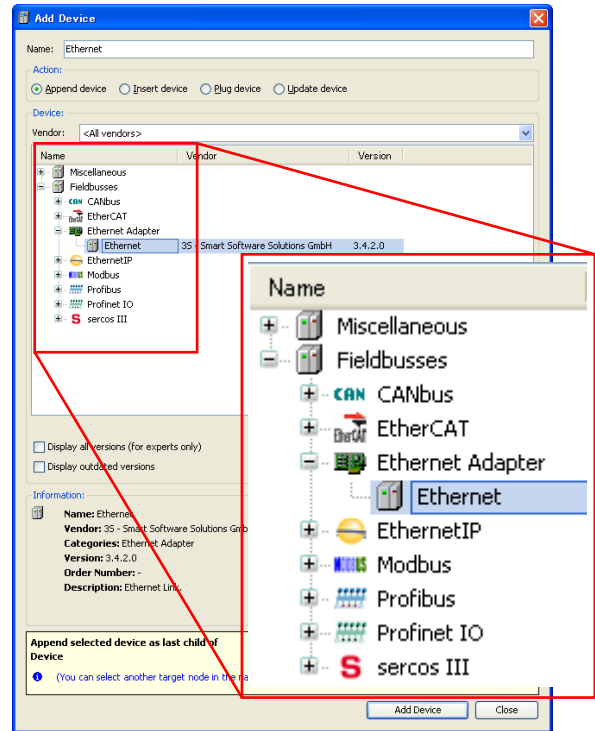 Add Device
Name: Ethernet
Action:
Append device Insert device Plug device Update device
Device:
Vendor: <All vendors>
Name Vendor Version
Miscellaneous
Fieldbusses
CAN CANbus
EtherCAT EtherCAT
Ethernet Adapter
Ethernet 3S - Smart Software Solutions GmbH 3.4.2.0
EthernetIP
MODBUS Modbus
Profibus
Profinet IO
S sercos III
Display all versions (for experts only)
Display outdated versions
Information:
Name: Ethernet
Vendor: 3S - Smart Software Solutions
Categories: Ethernet Adapter
Version: 3.4.2.0
Order Number: -
Description: Ethernet Link.
Append selected device as last child of
Device
(You can select another target node in the
Add Device Close
Name
Miscellaneous
Fieldbusses
CAN CANbus
EtherCAT EtherCAT
Ethernet Adapter
Ethernet
EthernetIP
MODBUS Modbus
Profibus
Profinet IO
S sercos III